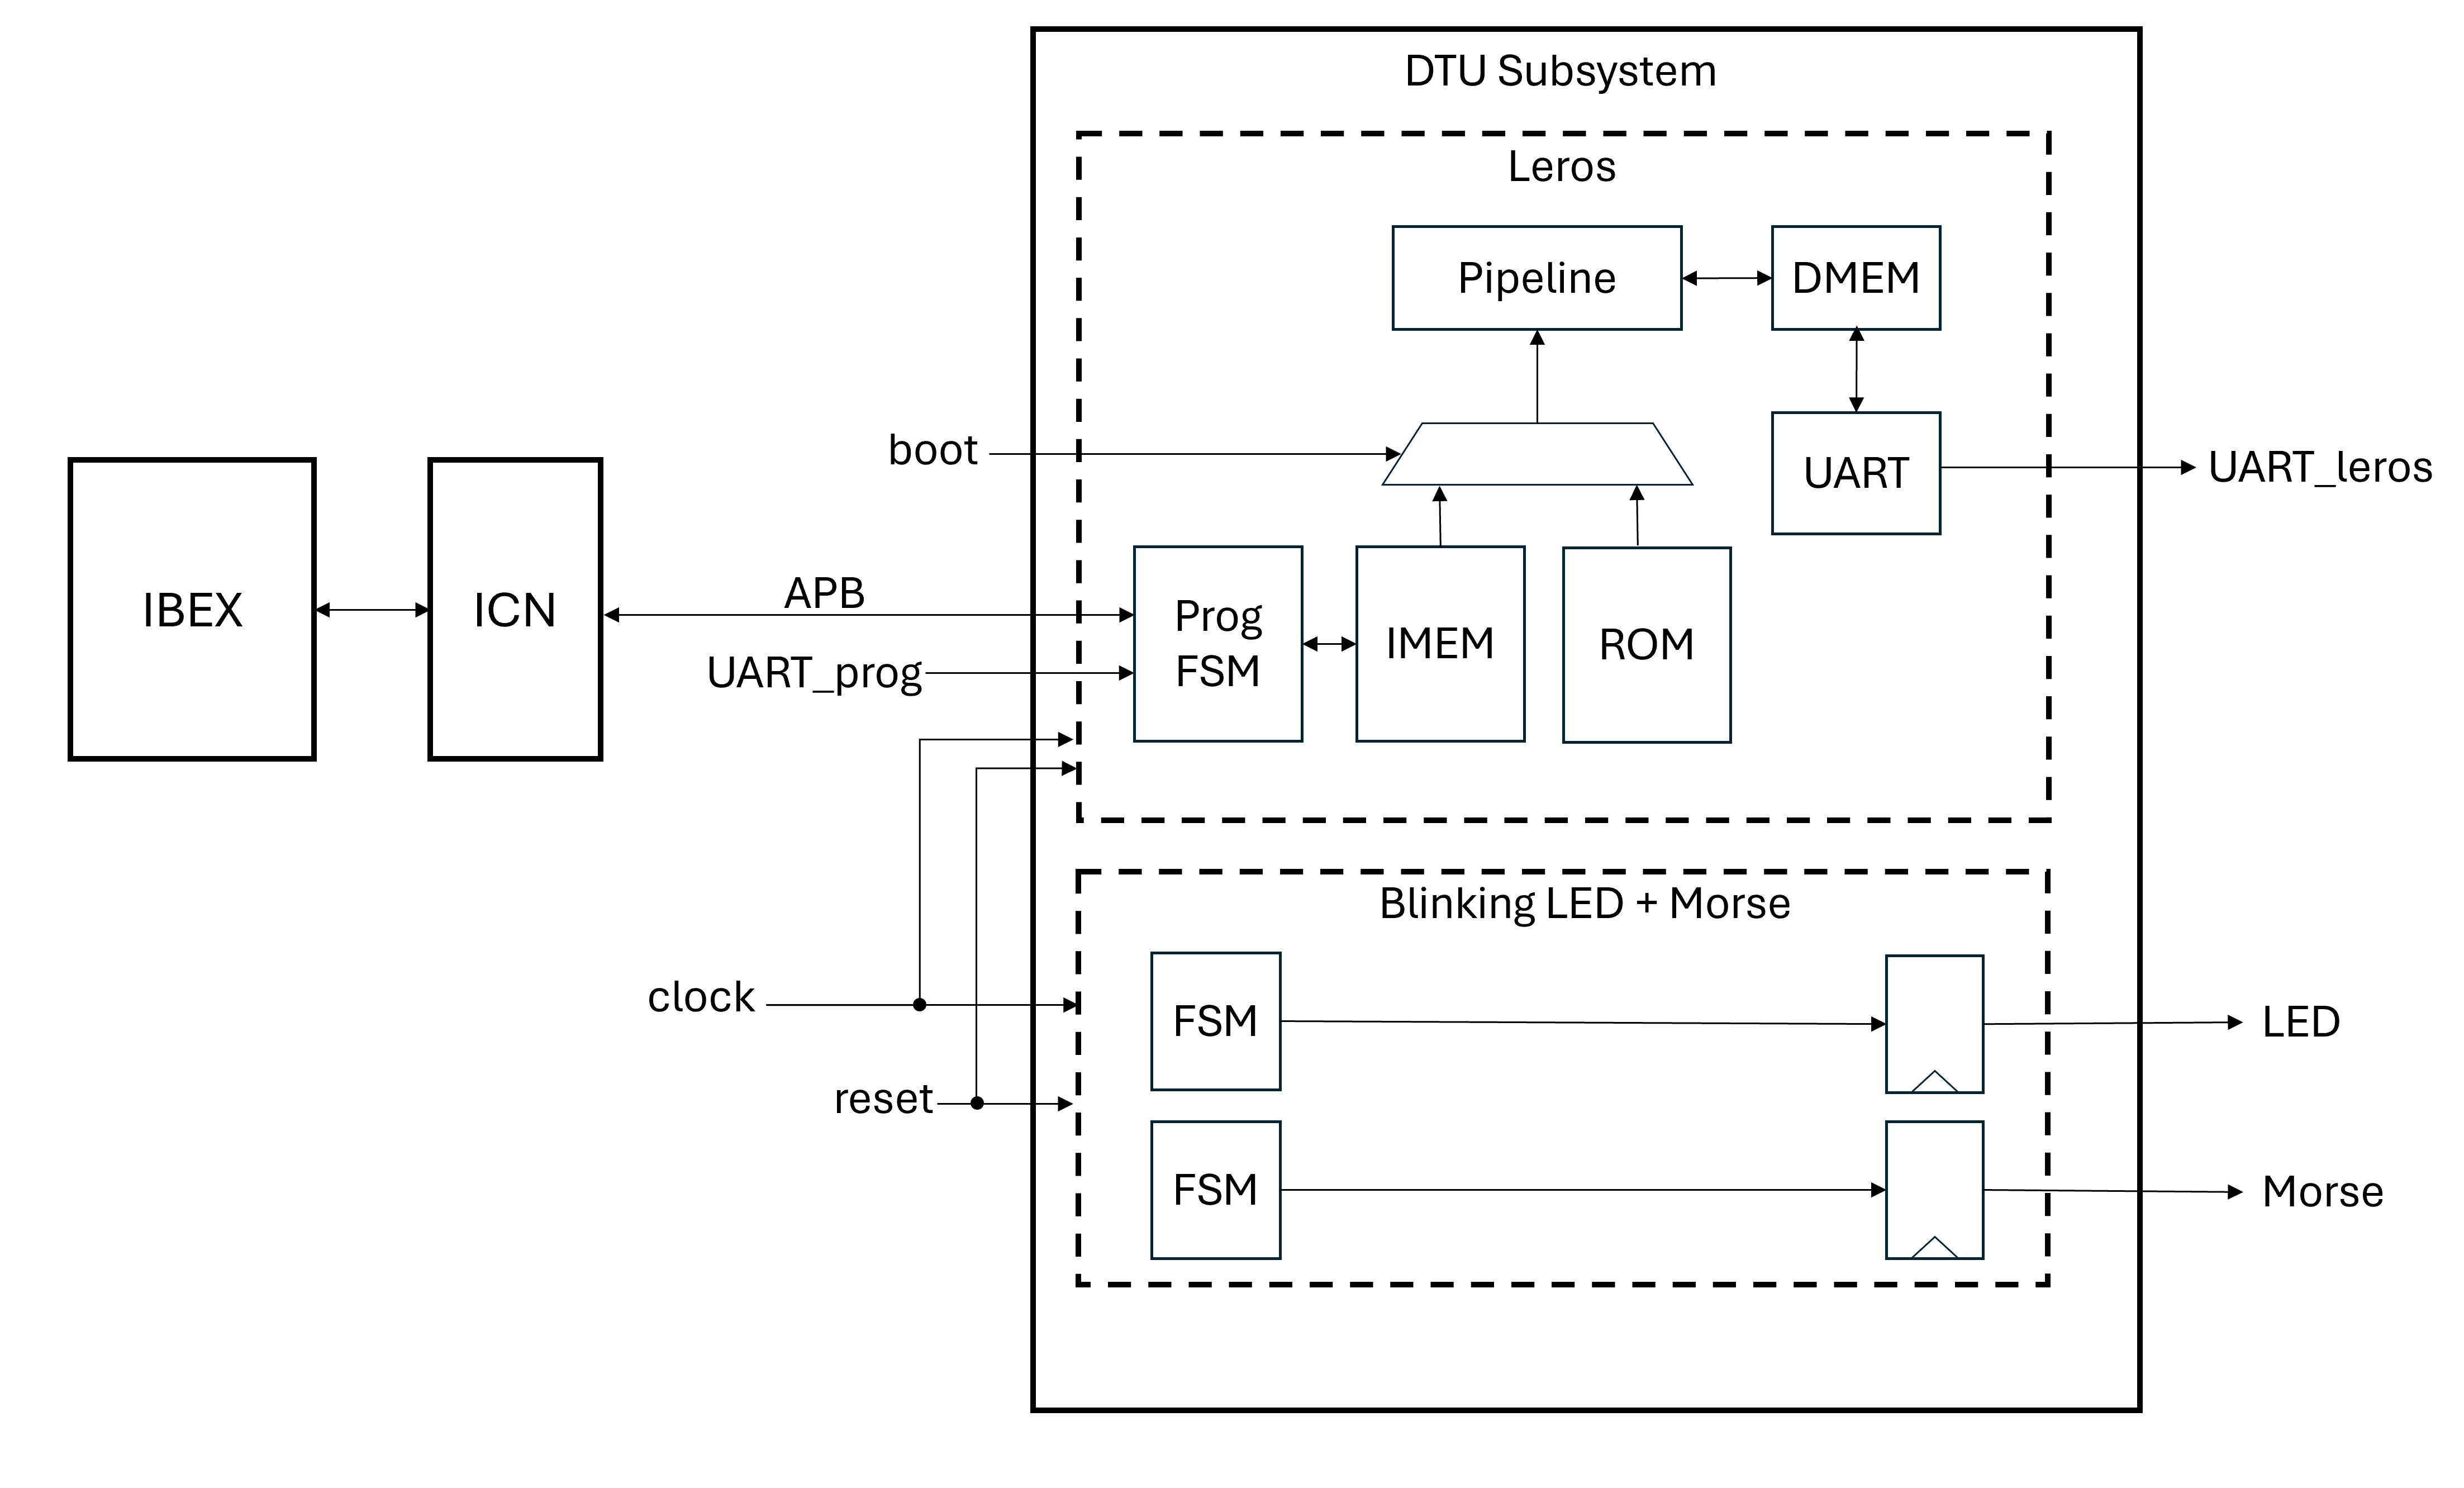 DTU Subsystem
Leros
Pipeline
DMEM
boot
UART
UART_leros
IBEX
ICN
APB
UART_prog
Prog
FSM
IMEM
ROM
Blinking LED + Morse
clock
FSM
LED
reset
FSM
Morse